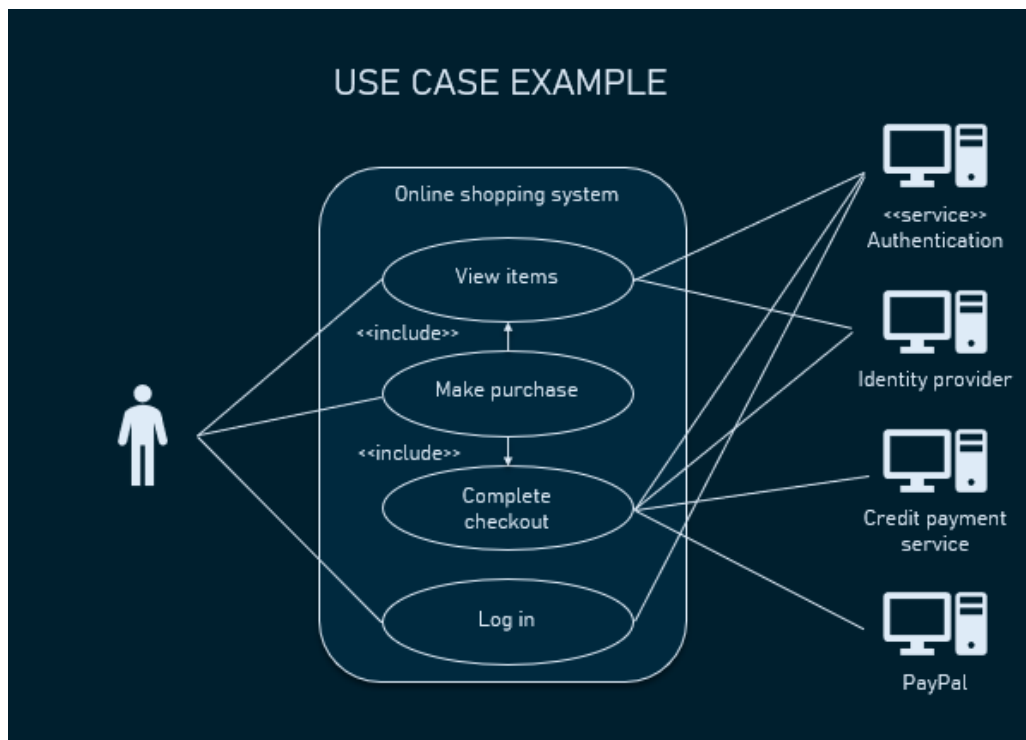 USE CASE EXAMPLE
Online shopping system
View items
<<include>>
Make purchase
<<include>>
Complete
checkout
Log in
<<service>>
Authentication
Identity provider
Credit payment
service
PayPal